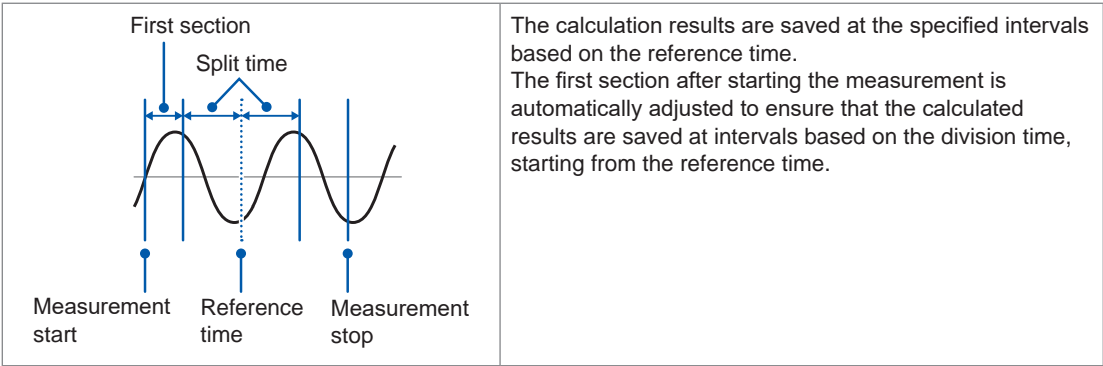 First section
Split time
Measurement
start
Reference
time
Measurement
stop
The calculation results are saved at the specified intervals
based on the reference time.
The first section after starting the measurement is
automatically adjusted to ensure that the calculated
results are saved at intervals based on the division time,
starting from the reference time.